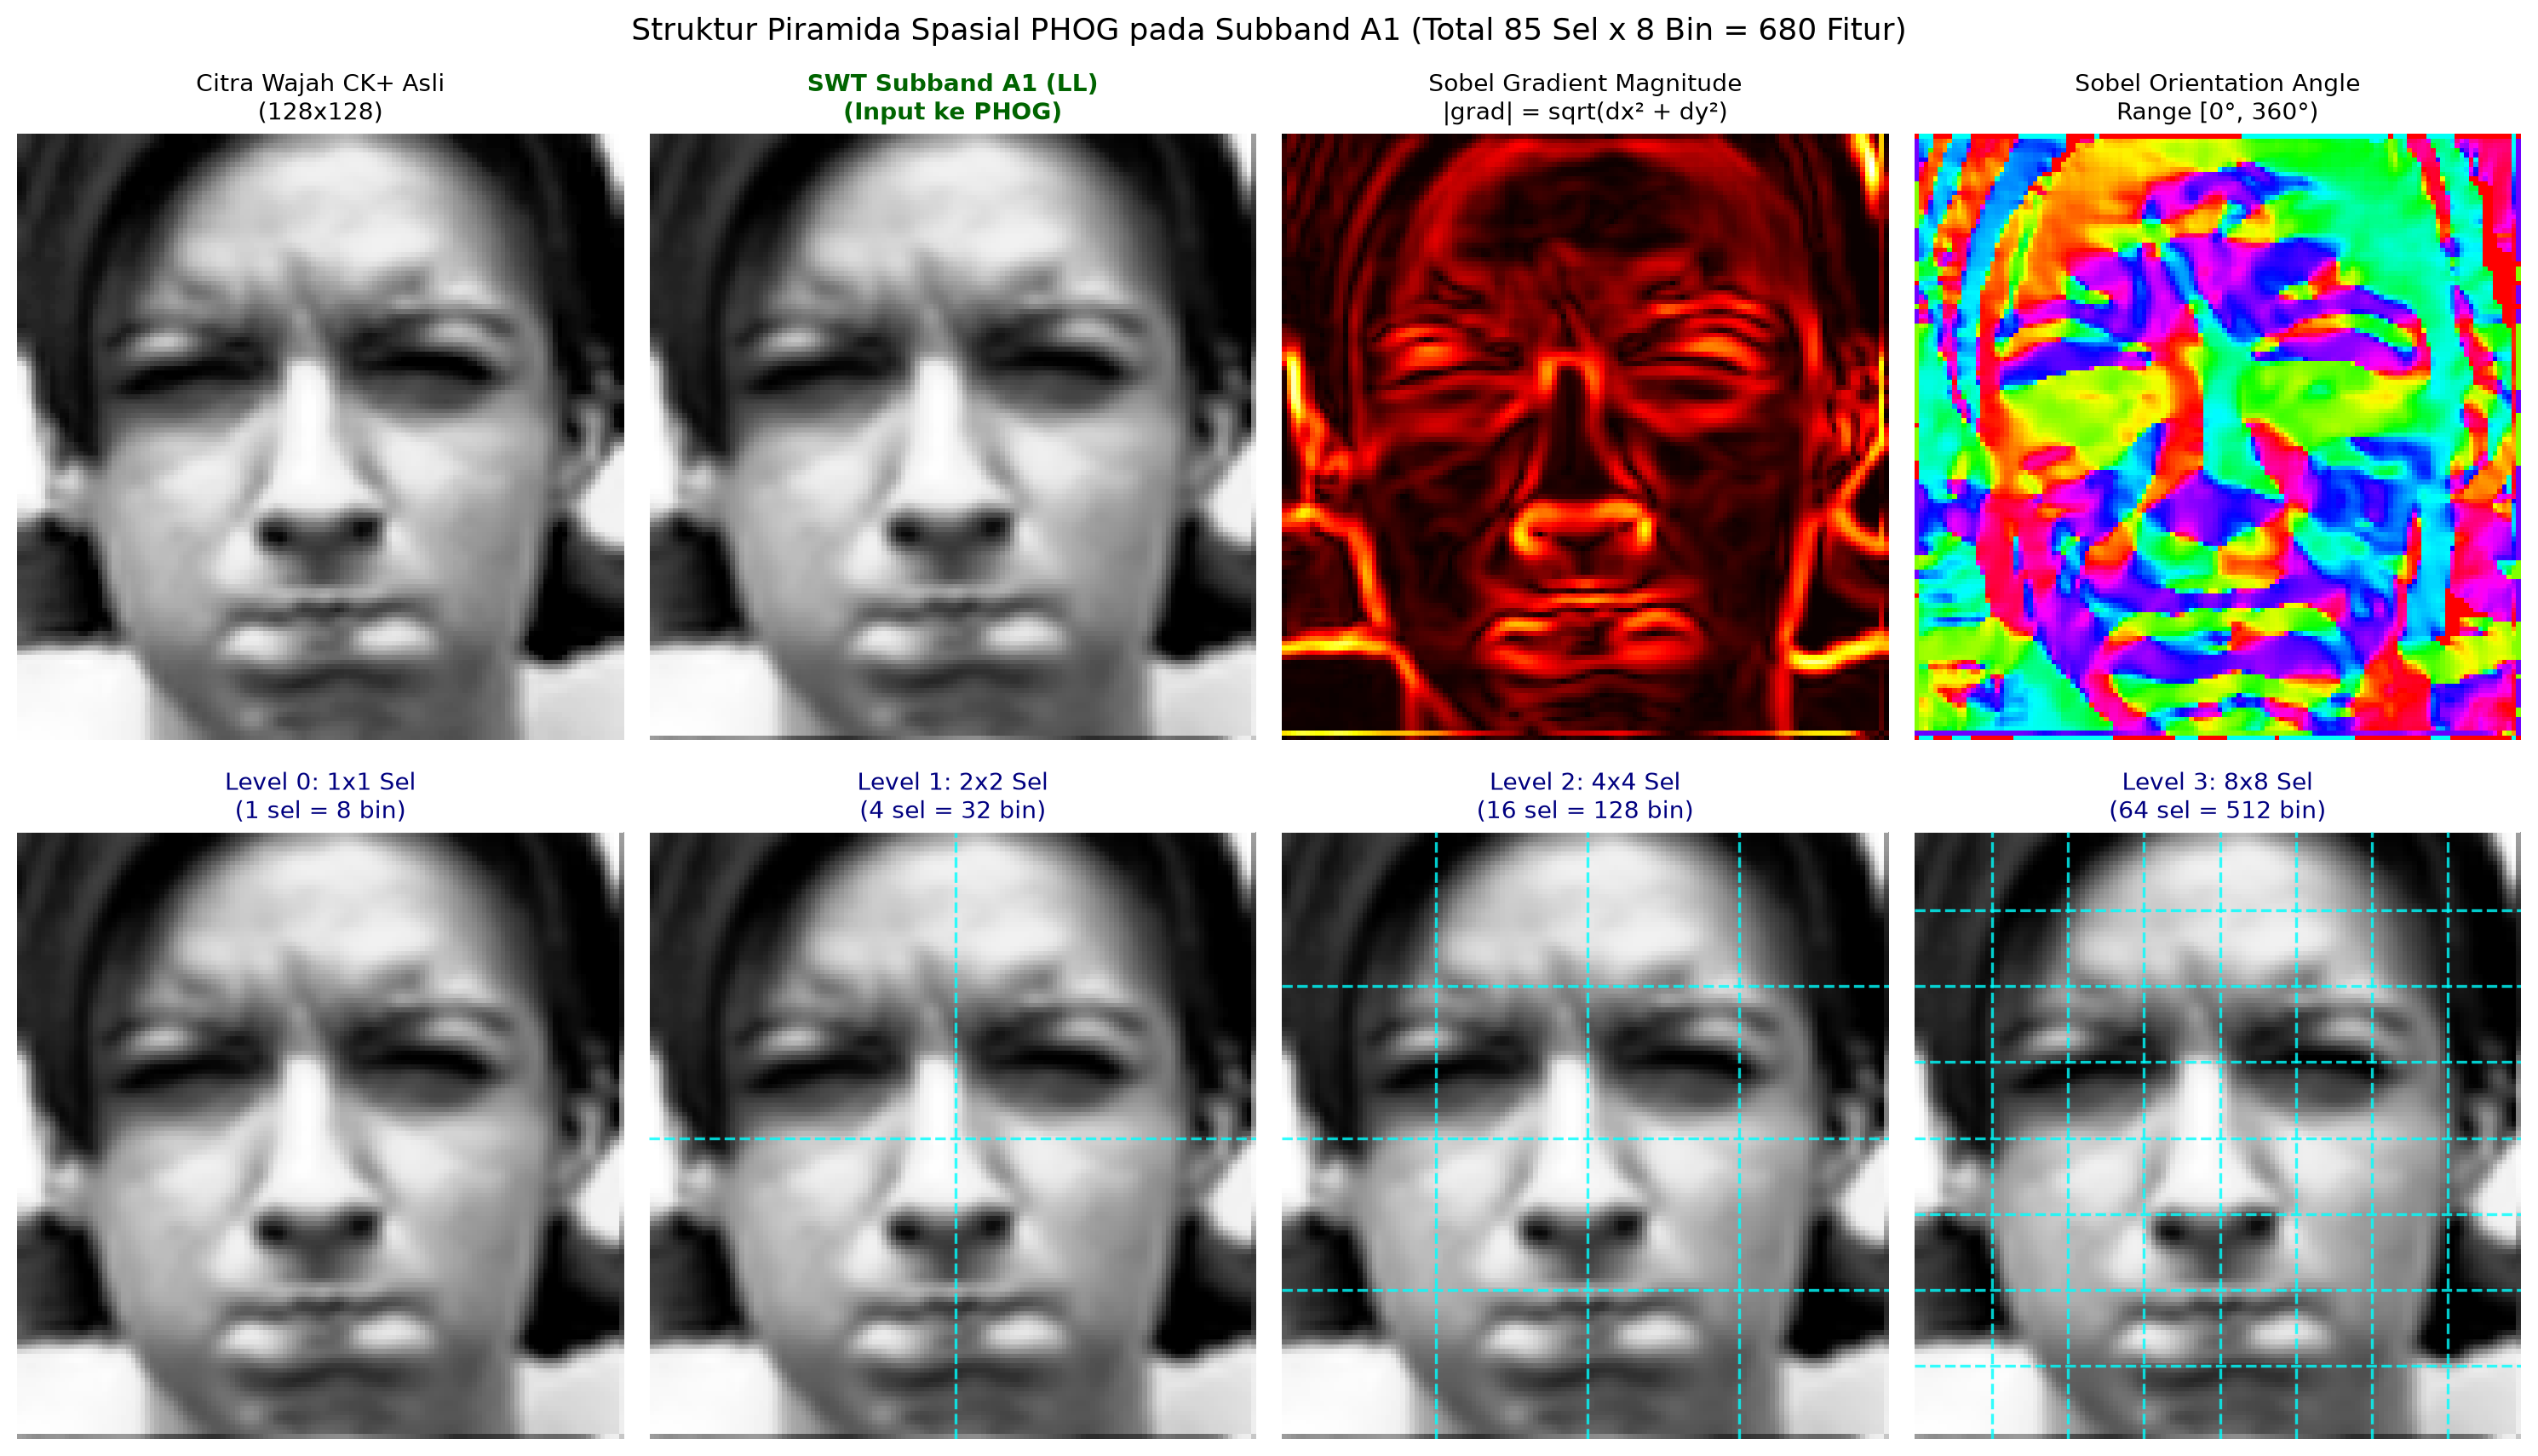 Struktur Piramida Spasial PHOG pada Subband A1 (Total 85 Sel x 8 Bin = 680 Fitur)
Citra Wajah CK+ Asli
(128x128)
SWT Subband A1 (LL)
(Input ke PHOG)
Sobel Gradient Magnitude
|grad| = sqrt(dx² + dy²)
Sobel Orientation Angle
Range [0°, 360°)
Level 0: 1x1 Sel
(1 sel = 8 bin)
Level 1: 2x2 Sel
(4 sel = 32 bin)
Level 2: 4x4 Sel
(16 sel = 128 bin)
Level 3: 8x8 Sel
(64 sel = 512 bin)